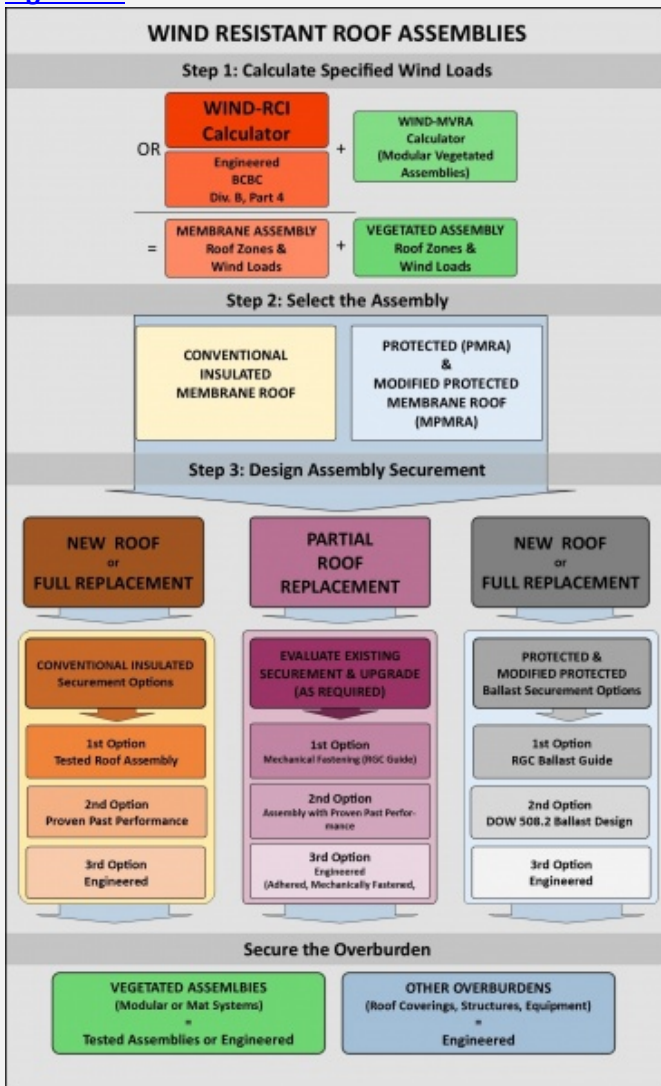 WIND RESISTANT ROOF ASSEMBLIES
Step 1: Calculate Specified Wind Loads
OR
WIND-RCI
Calculator
Engineered
BCBC
Div. B, Part 4
+
WIND-MVRA
Calculator
(Modular Vegetated
Assemblies)
=
MEMBRANE ASSEMBLY
Roof Zones &
Wind Loads
+
VEGETATED ASSEMBLY
Roof Zones &
Wind Loads
Step 2: Select the Assembly
CONVENTIONAL
INSULATED
MEMBRANE ROOF
PROTECTED (PMRA)
&
MODIFIED PROTECTED
MEMBRANE ROOF
(MPMRA)
Step 3: Design Assembly Securement
NEW ROOF
or
FULL REPLACEMENT
CONVENTIONAL INSULATED
Securement Options
1st Option
Tested Roof Assembly
2nd Option
Proven Past Performance
3rd Option
Engineered
PARTIAL
ROOF
REPLACEMENT
EVALUATE EXISTING
SECUREMENT & UPGRADE
(AS REQUIRED)
1st Option
Mechanical Fastening (RGC Guide)
2nd Option
Assembly with Proven Past Perfor-
mance
3rd Option
Engineered
(Adhered, Mechanically Fastened,
NEW ROOF
or
FULL REPLACEMENT
PROTECTED &
MODIFIED PROTECTED
Ballast Securement Options
1st Option
RGC Ballast Guide
2nd Option
DOW 508.2 Ballast Design
3rd Option
Engineered
Secure the Overburden
VEGETATED ASSEMLBIES
(Modular or Mat Systems)
=
Tested Assemblies or Engineered
OTHER OVERBURDENS
(Roof Coverings, Structures, Equipment)
=
Engineered